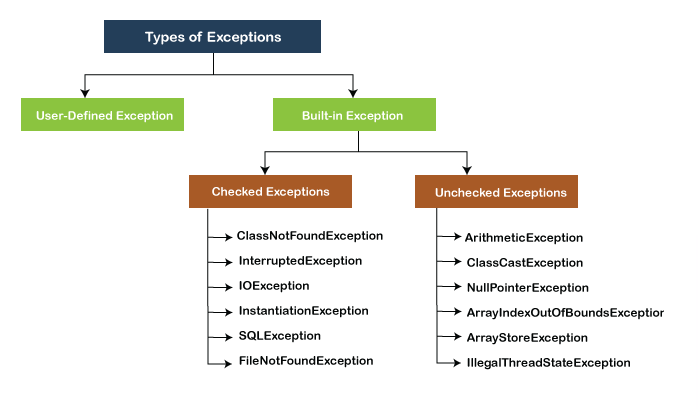 Types of Exceptions
User-Defined Exception
Built-in Exception
Checked Exceptions
Unchecked Exceptions
ClassNotFoundException
InterruptedException
IOException
InstantiationException
SQLException
FileNotFoundException
ArithmeticException
ClassCastException
NullPointerException
ArrayIndexOutOfBoundsExceptior
ArrayStoreException
IllegalThreadStateException